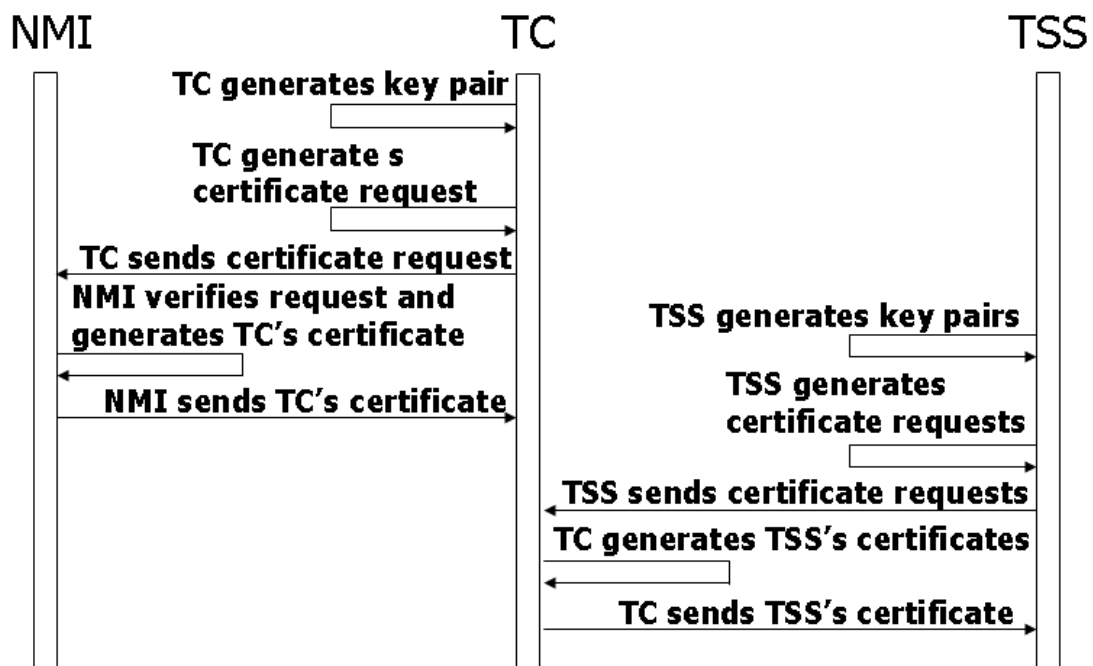 NMI
TC
TSS
TC generates key pair
TC generate s
certificate request
TC sends certificate request
NMI verifies request and
generates TC’s certificate
NMI sends TC’s certificate
TSS generates key pairs
TSS generates
certificate requests
TSS sends certificate requests
TC generates TSS’s certificates
TC sends TSS’s certificate